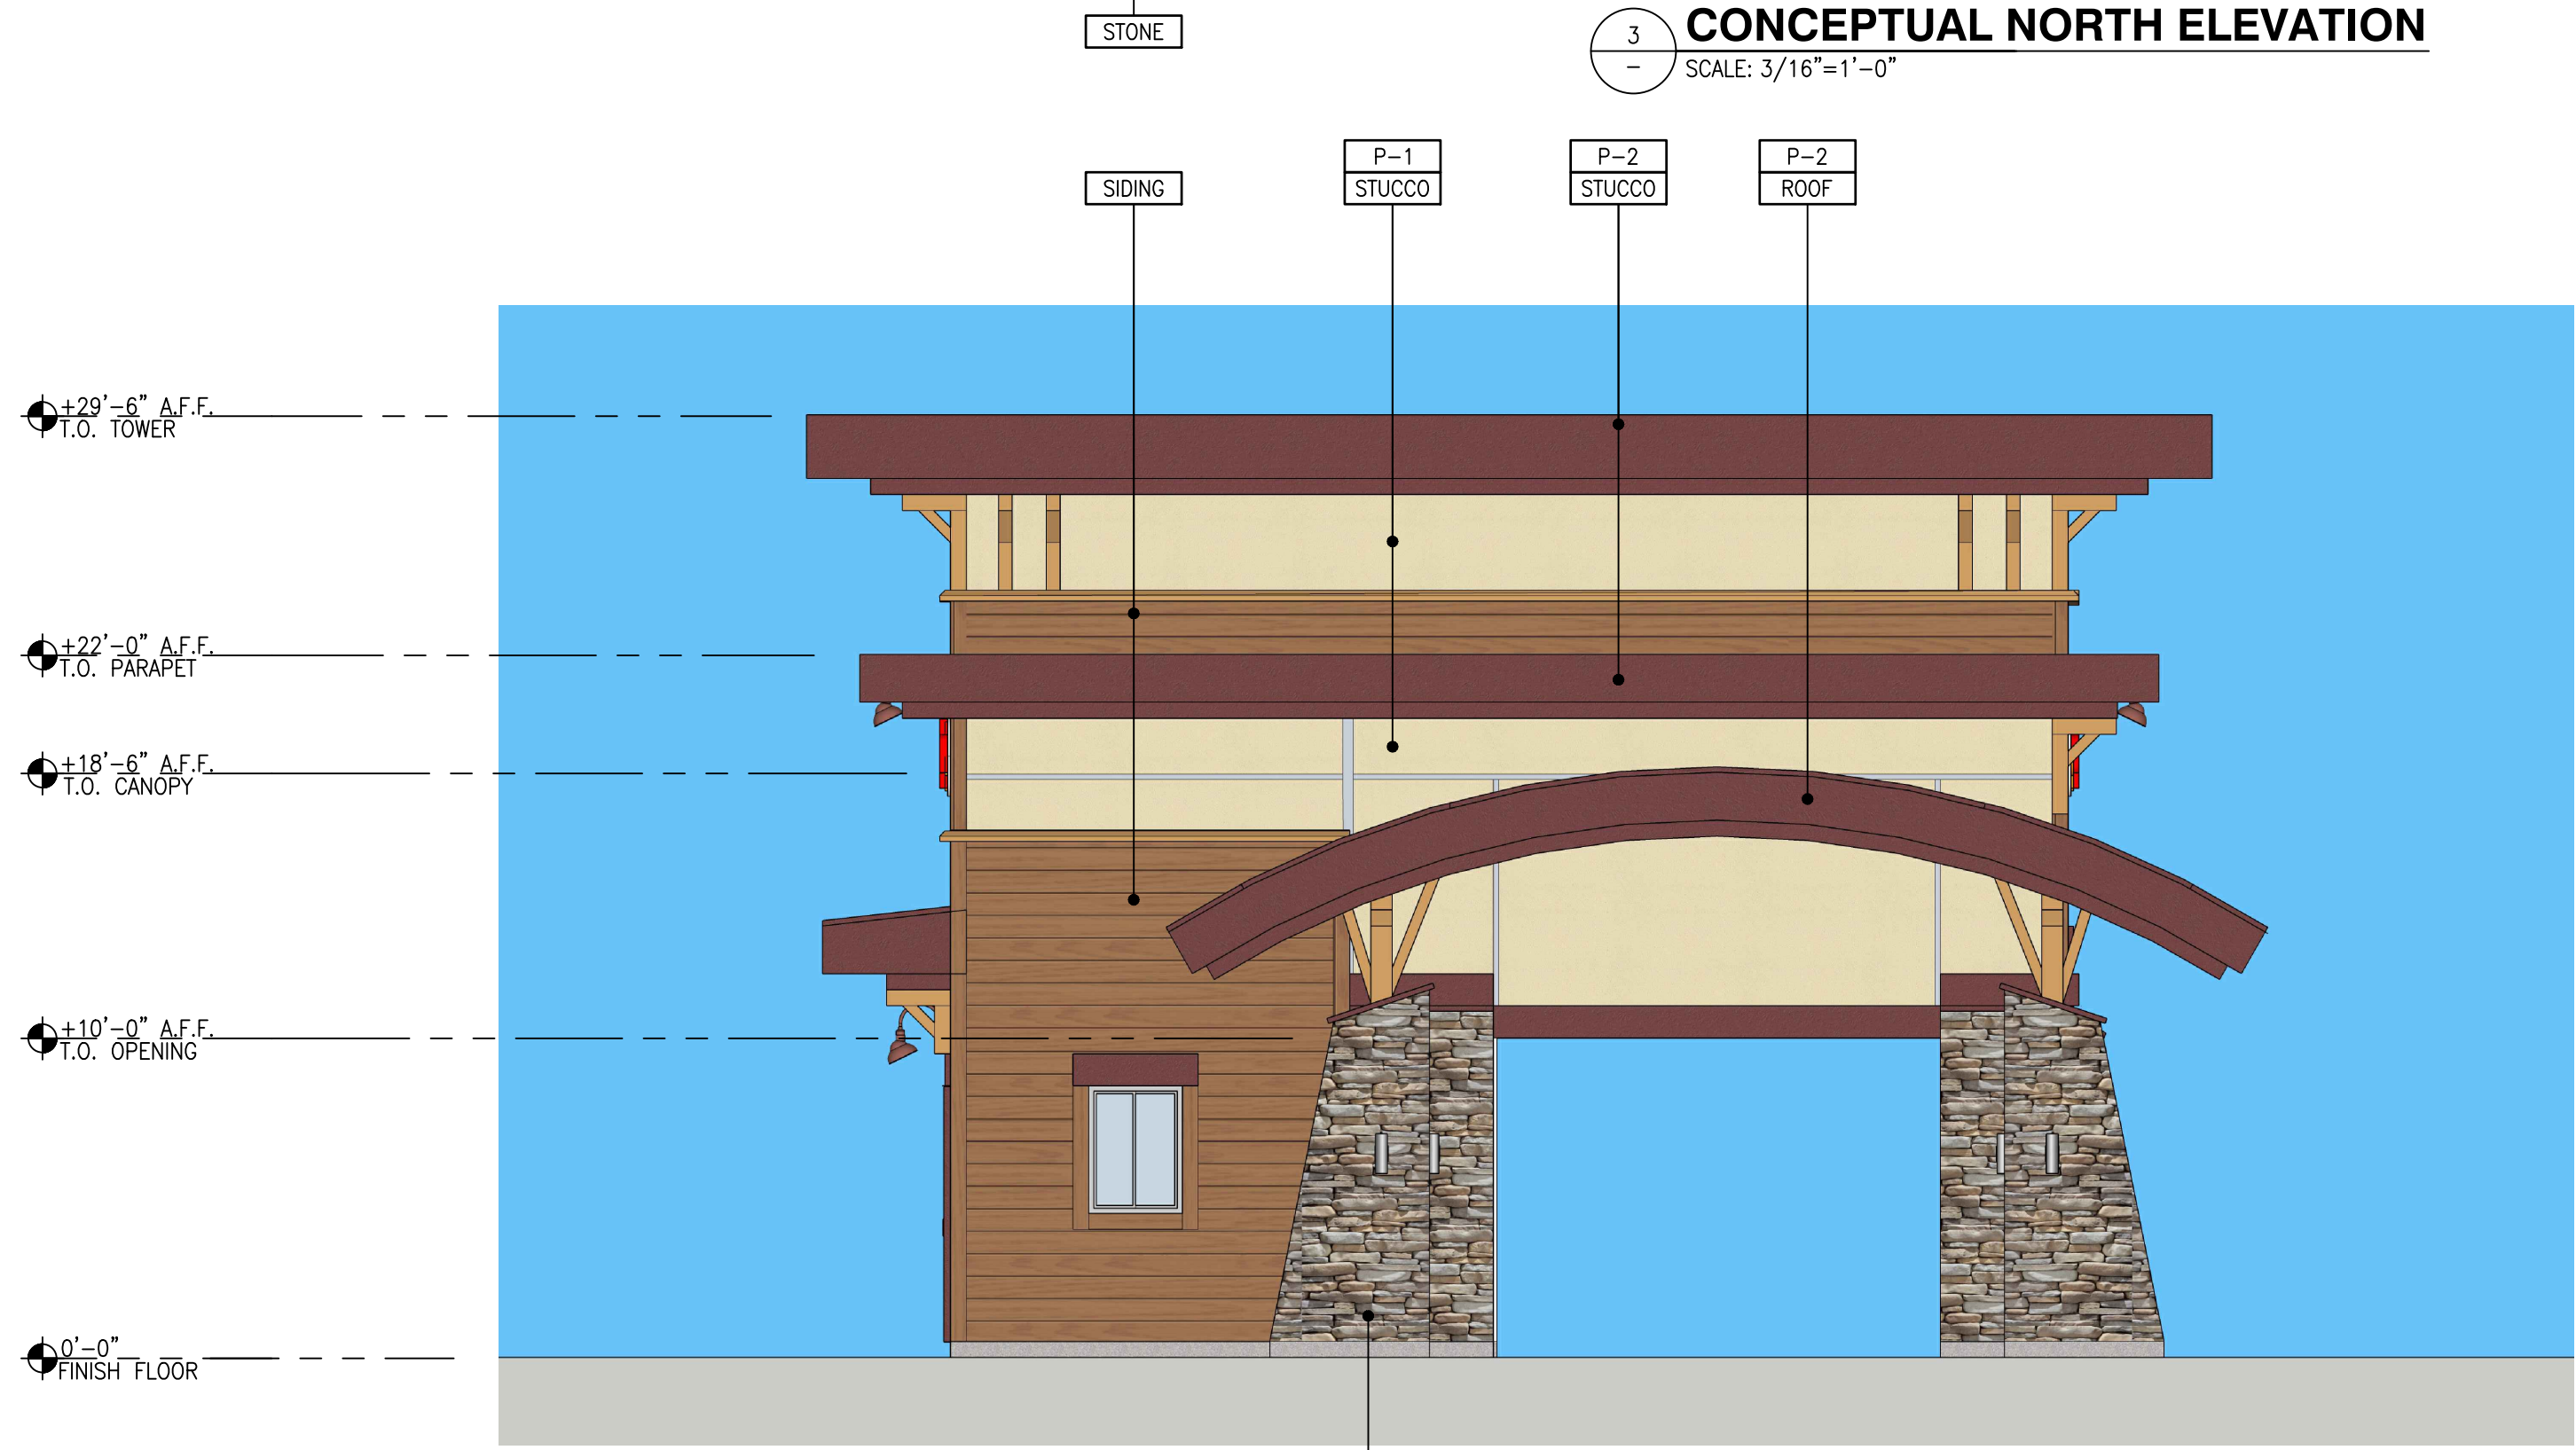 STONE
3
–
CONCEPTUAL NORTH ELEVATION
SCALE: 3/16"=1'-0"
SIDING
P-1
STUCCO
P-2
STUCCO
P-2
ROOF
+29'-6" A.F.F.
T.O. TOWER
+22'-0" A.F.F.
T.O. PARAPET
+18'-6" A.F.F.
T.O. CANOPY
+10'-0" A.F.F.
T.O. OPENING
0'-0"
FINISH FLOOR